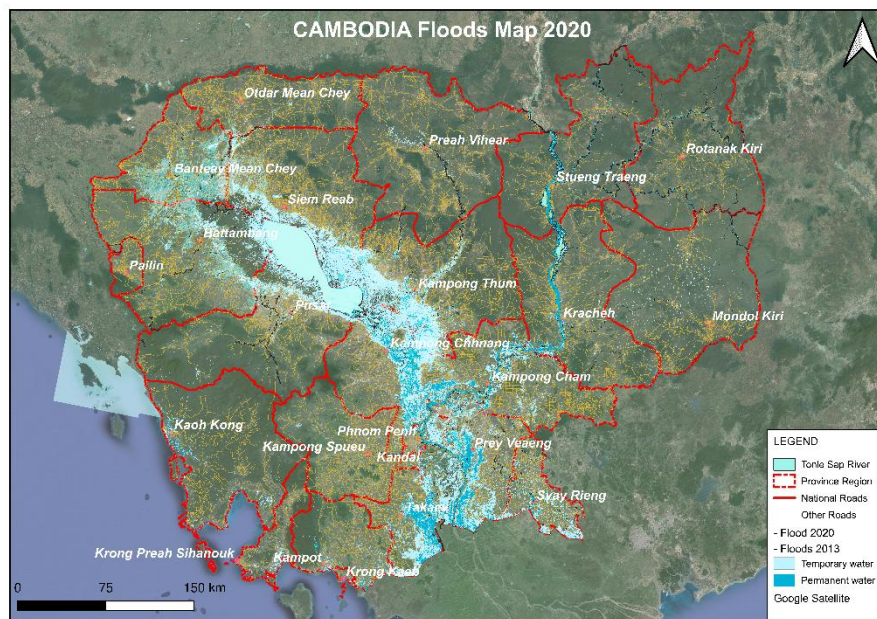 CAMBODIA Floods Map 2020
Otdar Mean Chey
Preah Vihear
Rotanak Kiri
Banteay Mean Chey
Stueng Traeng
Siem Reab
Battambang
Pailin
Kampong Thum
Pursat
Kracheh
Mondol Kiri
Kampong Chhnang
Kampong Cham
Kaoh Kong
Phnom Penh
Kampong Spueu
Prey Veaeng
Kandal
Svay Rieng
Takaek
Krong Preah Sihanouk
Kampot
Krong Kaeb
0 75 150 km
LEGEND
Tonle Sap River
Province Region
National Roads
Other Roads
- Flood 2020
- Floods 2013
Temporary water
Permanent water
Google Satellite